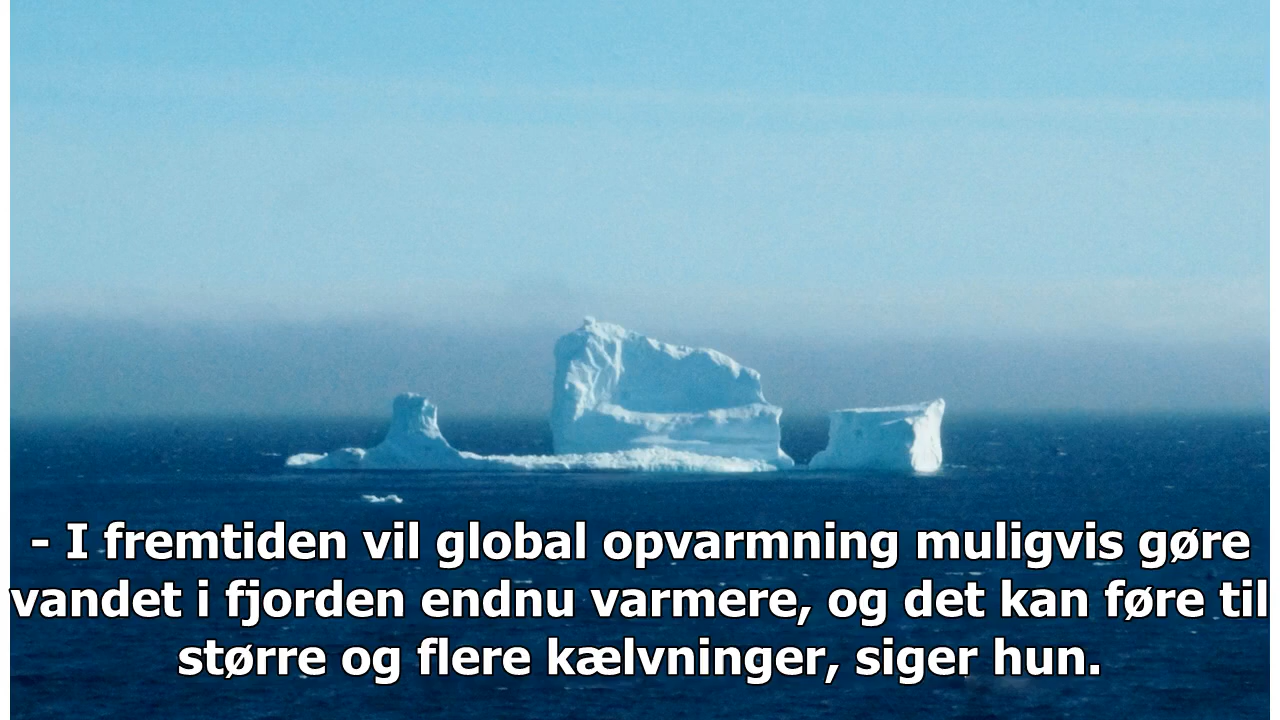 - I fremtiden vil global opvarmning muligvis gøre
vandet i fjorden endnu varmere, og det kan føre til
større og flere kælvninger, siger hun.